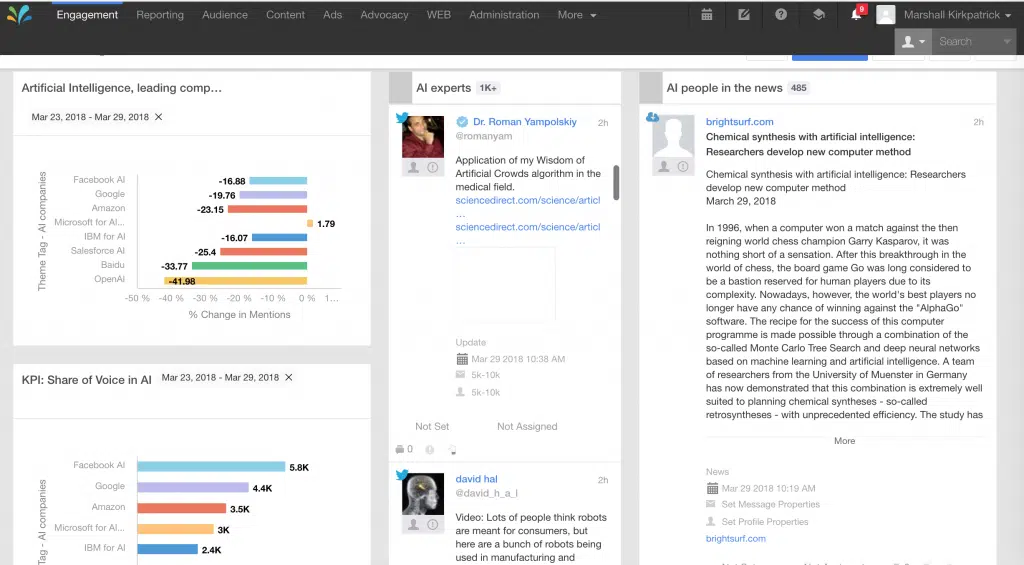 Engagement Reporting Audience Content Ads Advocacy WEB Administration More
9
Marshall Kirkpatrick
Search
Artificial Intelligence, leading comp…
Mar 23, 2018 - Mar 29, 2018 ✕
Theme Tag - AI companies
Facebook AI -16.88
Google -19.76
Amazon -23.15
Microsoft for AI... 1.79
IBM for AI -16.07
Salesforce AI -25.4
Baidu -33.77
OpenAI -41.98
-50 % -40 % -30 % -20 % -10 % 0 % 1…
% Change in Mentions
KPI: Share of Voice in AI Mar 23, 2018 - Mar 29, 2018 ✕
Tag - AI companies
Facebook AI 5.8K
Google 4.4K
Amazon 3.5K
Microsoft for AI... 3K
IBM for AI 2.4K
AI experts 1K+
Dr. Roman Yampolskiy 2h
@romanyam
Application of my Wisdom of
Artificial Crowds algorithm in the
medical field.
sciencedirect.com/science/articl
…
sciencedirect.com/science/articl
…
Update
Mar 29 2018 10:38 AM
5k-10k
5k-10k
Not Set Not Assigned
0
david hal 2h
@david_h_a_l
Video: Lots of people think robots
are meant for consumers, but
here are a bunch of robots being
used in manufacturing and
AI people in the news 485
brightsurf.com 2h
Chemical synthesis with artificial intelligence:
Researchers develop new computer method
Chemical synthesis with artificial intelligence: Researchers
develop new computer method
March 29, 2018
In 1996, when a computer won a match against the then
reigning world chess champion Garry Kasparov, it was
nothing short of a sensation. After this breakthrough in the
world of chess, the board game Go was long considered to
be a bastion reserved for human players due to its
complexity. Nowadays, however, the world's best players no
longer have any chance of winning against the "AlphaGo"
software. The recipe for the success of this computer
programme is made possible through a combination of the
so-called Monte Carlo Tree Search and deep neural networks
based on machine learning and artificial intelligence. A team
of researchers from the University of Muenster in Germany
has now demonstrated that this combination is extremely well
suited to planning chemical syntheses - so-called
retrosyntheses - with unprecedented efficiency. The study has
More
News
Mar 29 2018 10:19 AM
Set Message Properties
Set Profile Properties
brightsurf.com